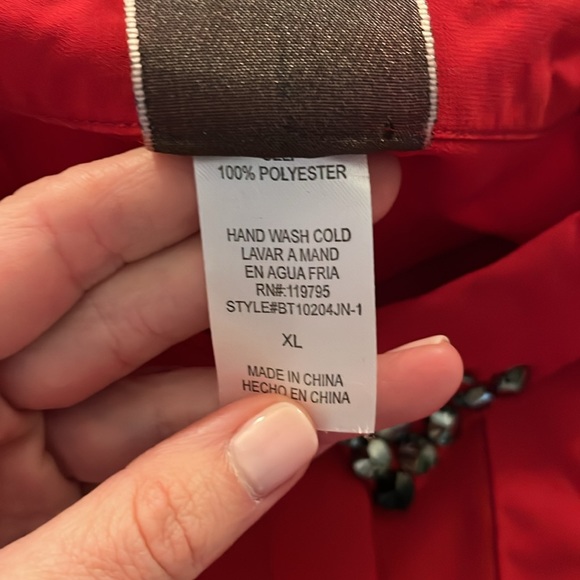 100% POLYESTER
HAND WASH COLD
LAVAR A MAND
EN AGUA FRIA
RN#:119795
STYLE#BT10204JN-1
XL
MADE IN CHINA
HECHO EN CHINA